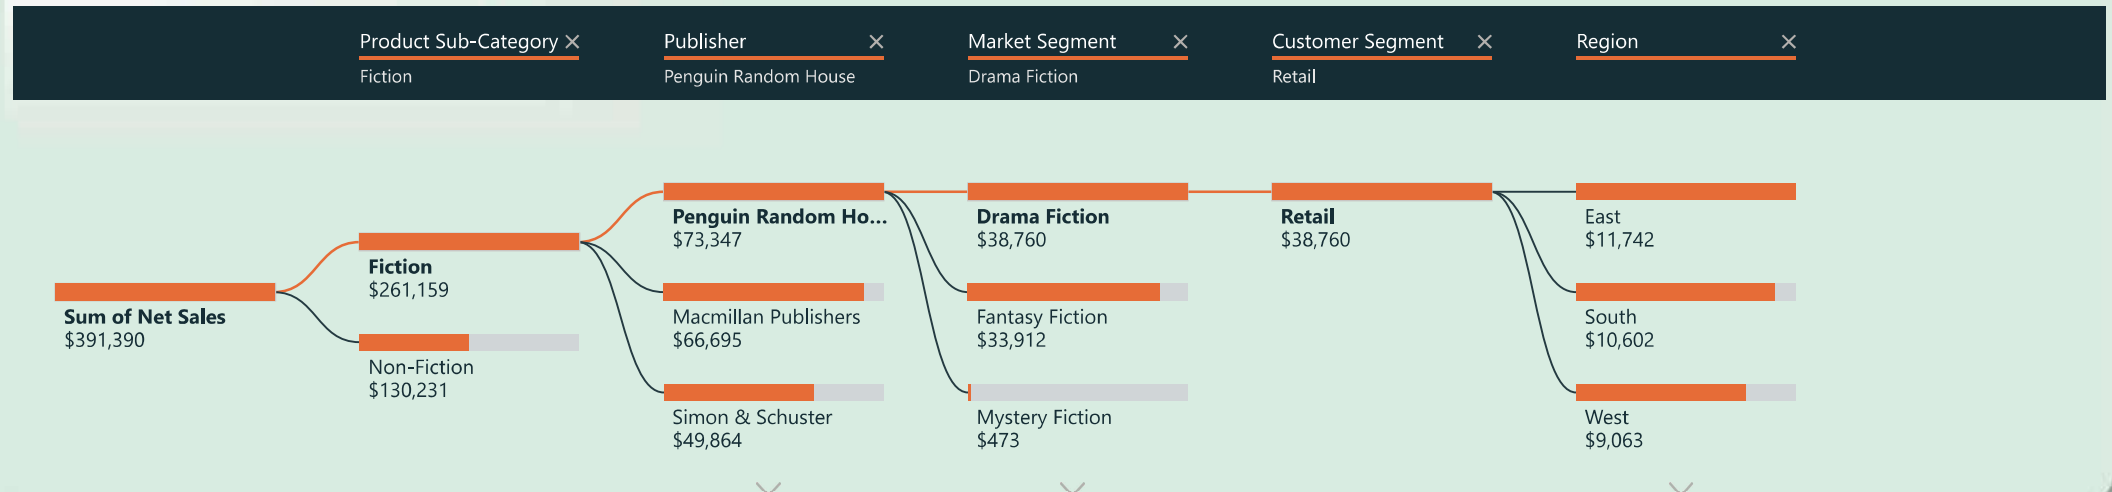 Product Sub-Category
Publisher
Market Segment
Customer Segment
Region
Fiction
Penguin Random House
Drama Fiction
Retail
Sum of Net Sales
$391,390
Fiction
$261,159
Non-Fiction
$130,231
Penguin Random Ho...
$73,347
Macmillan Publishers
$66,695
Simon & Schuster
$49,864
Drama Fiction
$38,760
Fantasy Fiction
$33,912
Mystery Fiction
$473
Retail
$38,760
East
$11,742
South
$10,602
West
$9,063